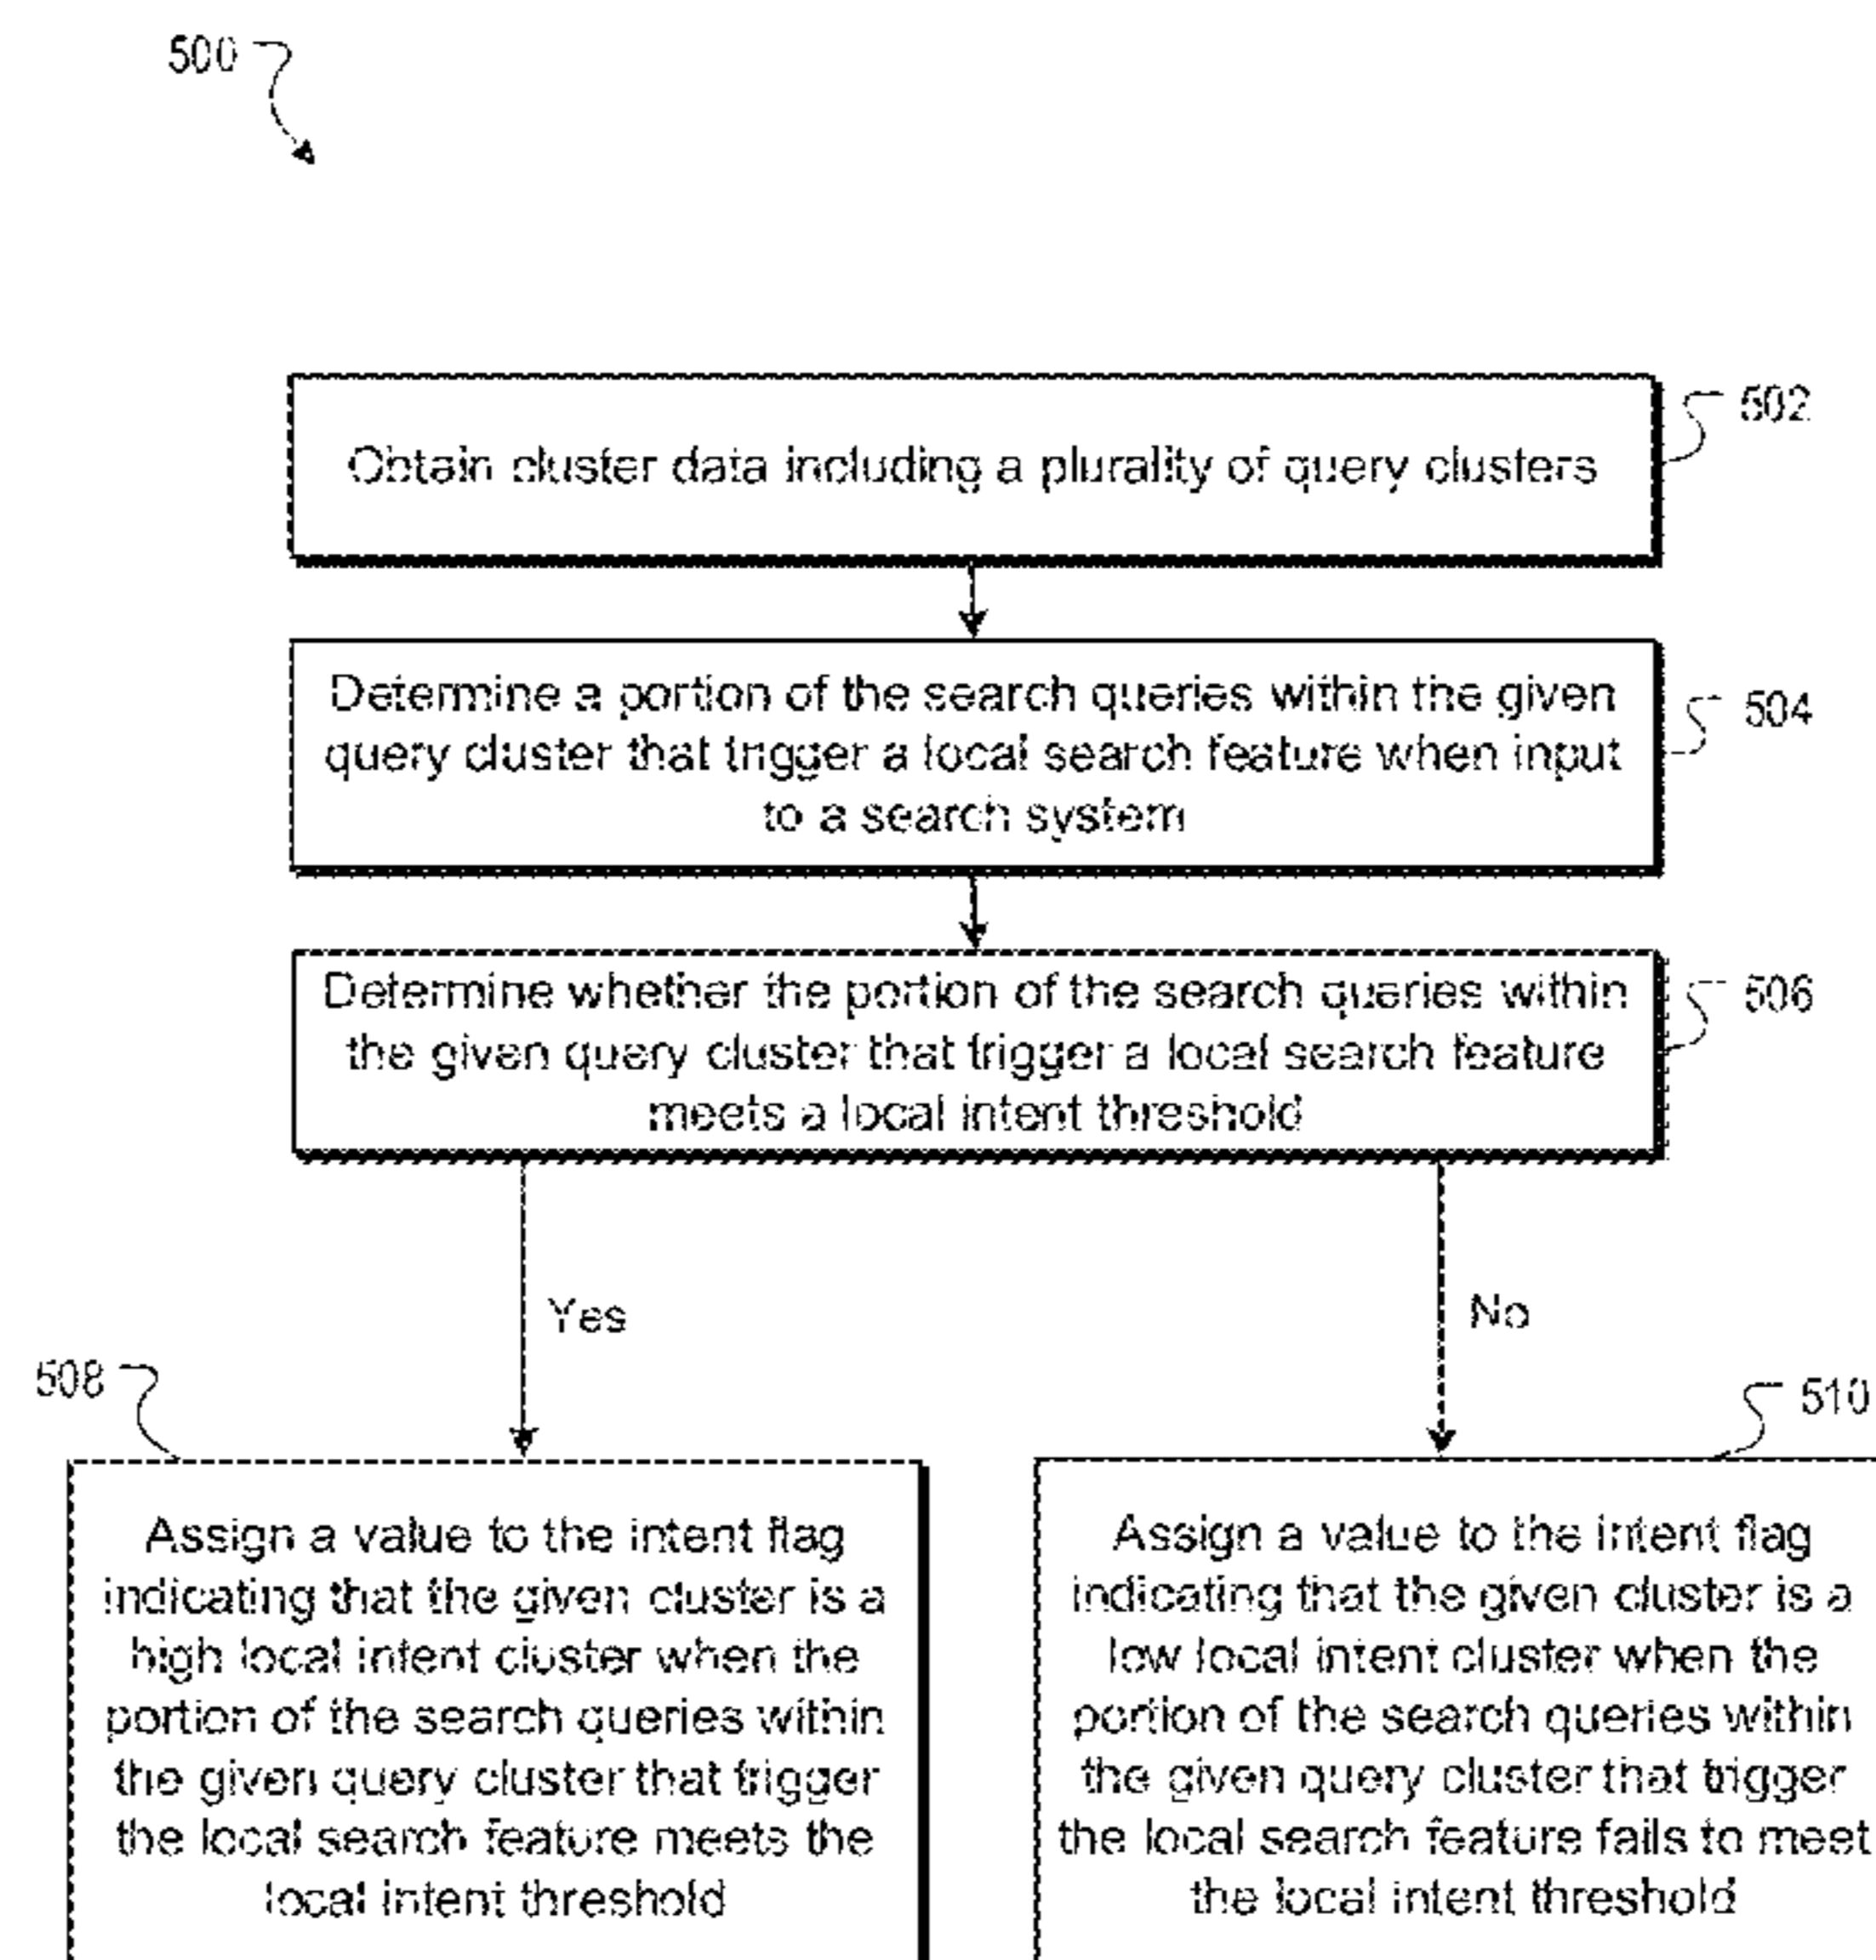 500
Obtain cluster data including a plurality of query clusters
502
Determine a portion of the search queries within the given
query cluster that trigger a local search feature when input
to a search system
504
Determine whether the portion of the search queries within
the given query cluster that trigger a local search feature
meets a local intent threshold
506
Yes
No
508
Assign a value to the intent flag
indicating that the given cluster is a
high local intent cluster when the
portion of the search queries within
the given query cluster that trigger
the local search feature meets the
local intent threshold
510
Assign a value to the intent flag
indicating that the given cluster is a
low local intent cluster when the
portion of the search queries within
the given query cluster that trigger
the local search feature fails to meet
the local intent threshold